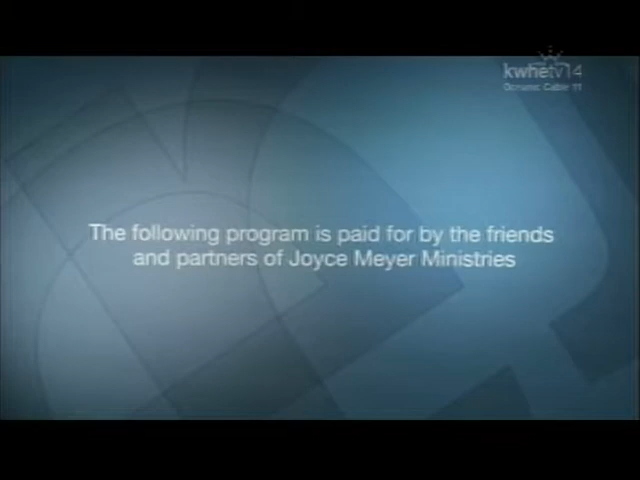 kwhetv14
Oceanic Cable 11
The following program is paid for by the friends
and partners of Joyce Meyer Ministries